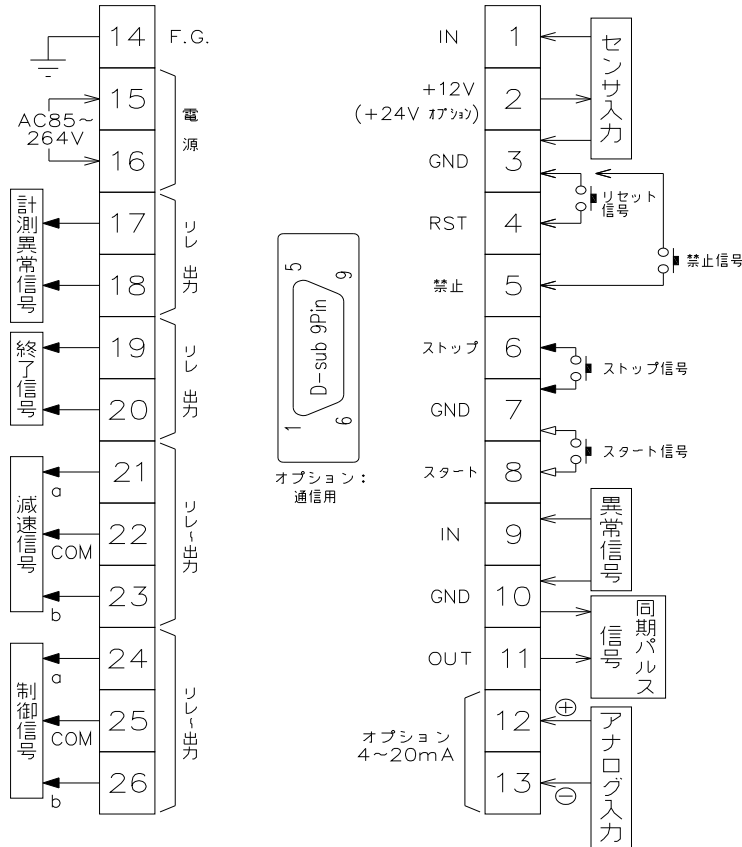 14 F.G.
AC85～
264V
15
16
電
源
計測異常信号
17
18
リレ
出力
終了信号
19
20
リレ
出力
減速信号
a
21
COM
22
b
23
リレ～出力
制御信号
a
24
COM
25
b
26
リレ～出力
5
9
D-sub 9Pin
1
6
オプション：
通信用
IN 1
+12V
(+24V オプション)
2
センサ入力
GND 3
RST 4
リセット
信号
禁止 5
禁止信号
ストップ 6
ストップ信号
GND 7
スタート 8
スタート信号
IN 9
異常信号
GND 10
OUT 11
同期パルス
信号
オプション
4～20mA
12
⊕
13
⊖
アナログ入力